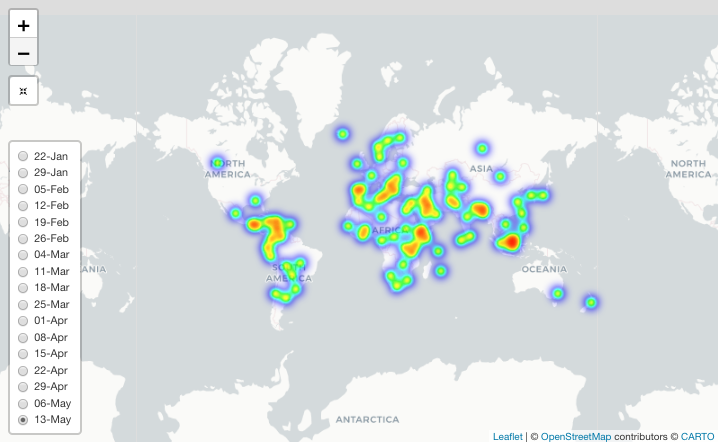 +
−
22-Jan
29-Jan
05-Feb
12-Feb
19-Feb
26-Feb
04-Mar
11-Mar
18-Mar
25-Mar
01-Apr
08-Apr
15-Apr
22-Apr
29-Apr
06-May
13-May
NORTH
AMERICA
ASIA
NORTH
AMERICA
AFRICA
ANIA
SOUTH
AMERICA
OCEANIA
ANTARCTICA
Leaflet | © OpenStreetMap contributors © CARTO